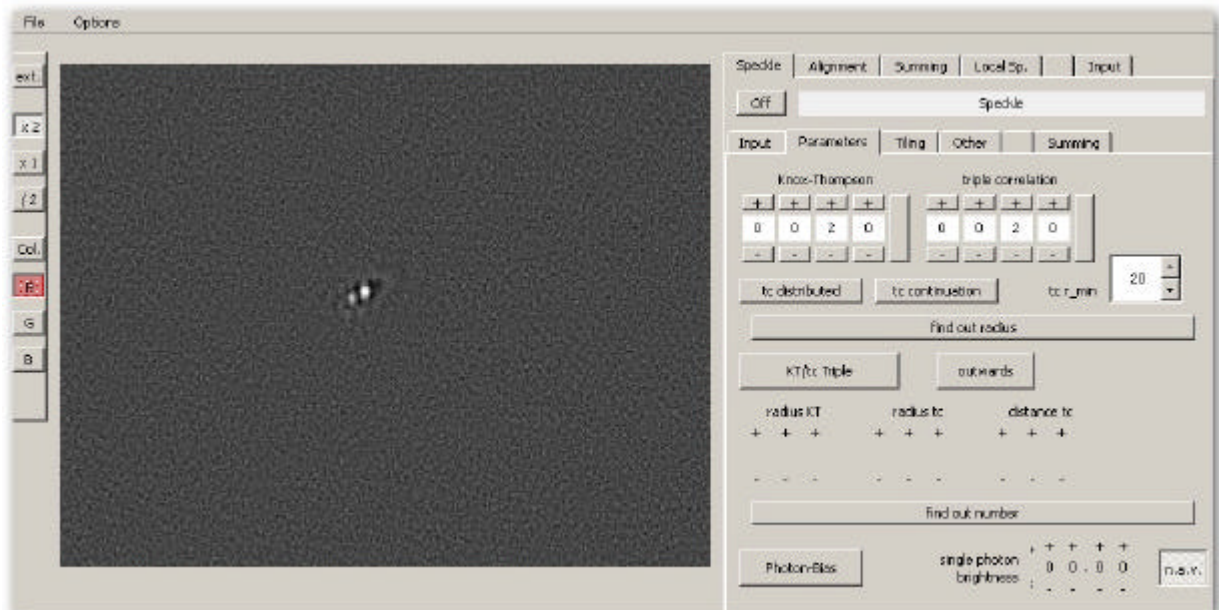 File Options
ext.
x 2
x 1
/ 2
Col.
R
G
B
Speckle Alignment Summing Local Sp. Input
Off Speckle
Input Parameters Tiling Other Summing
Knox-Thompson triple correlation
+ + + + + + + +
0 0 2 0 0 0 2 0
- - - - - - - -
tc distributed tc continuation tc r_min 20
find out radius
KT/tc Triple outwards
radius KT radius tc distance tc
+ + + + + + + + +
- - - - - - - - -
find out number
Photon-Bias single photon brightness + + + + +
0 0 . 0 0
- - - -
n.a.v.